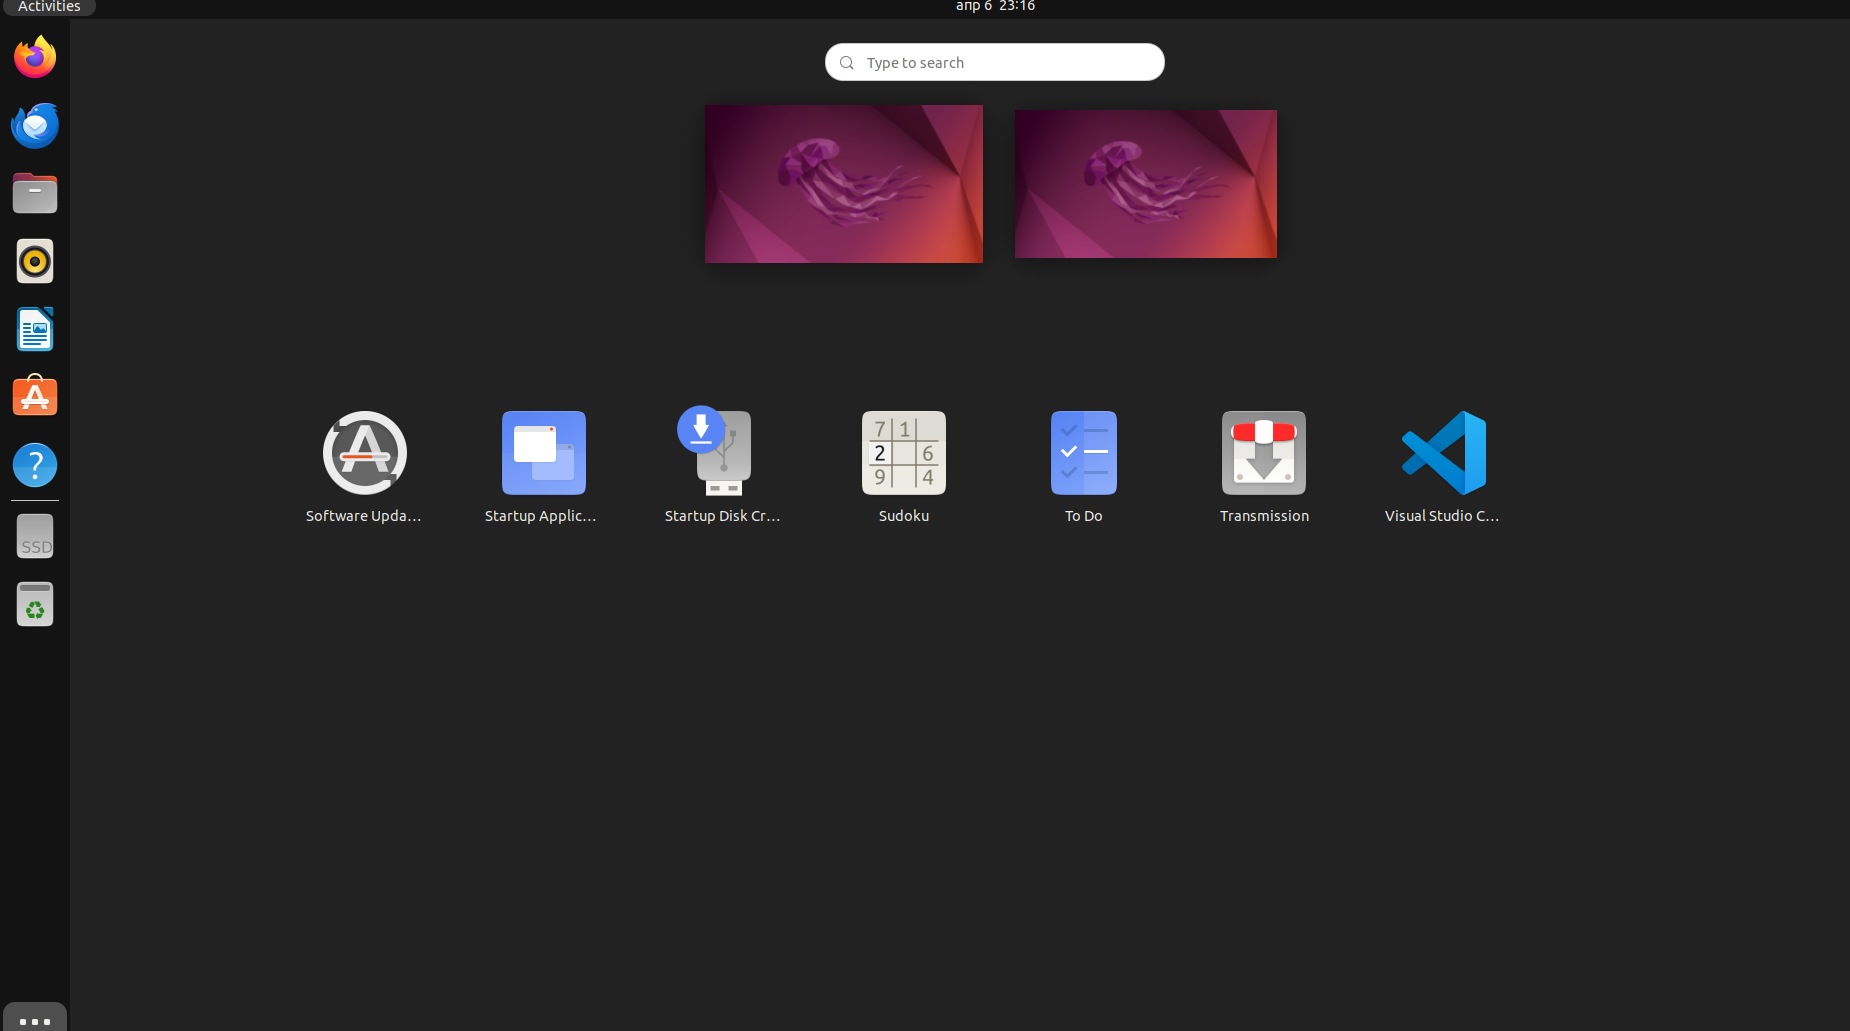 Activities
апр 6 23:16
Type to search
SSD
7 1
2 6
9 4
Software Upda...
Startup Applic...
Startup Disk Cr...
Sudoku
To Do
Transmission
Visual Studio C...